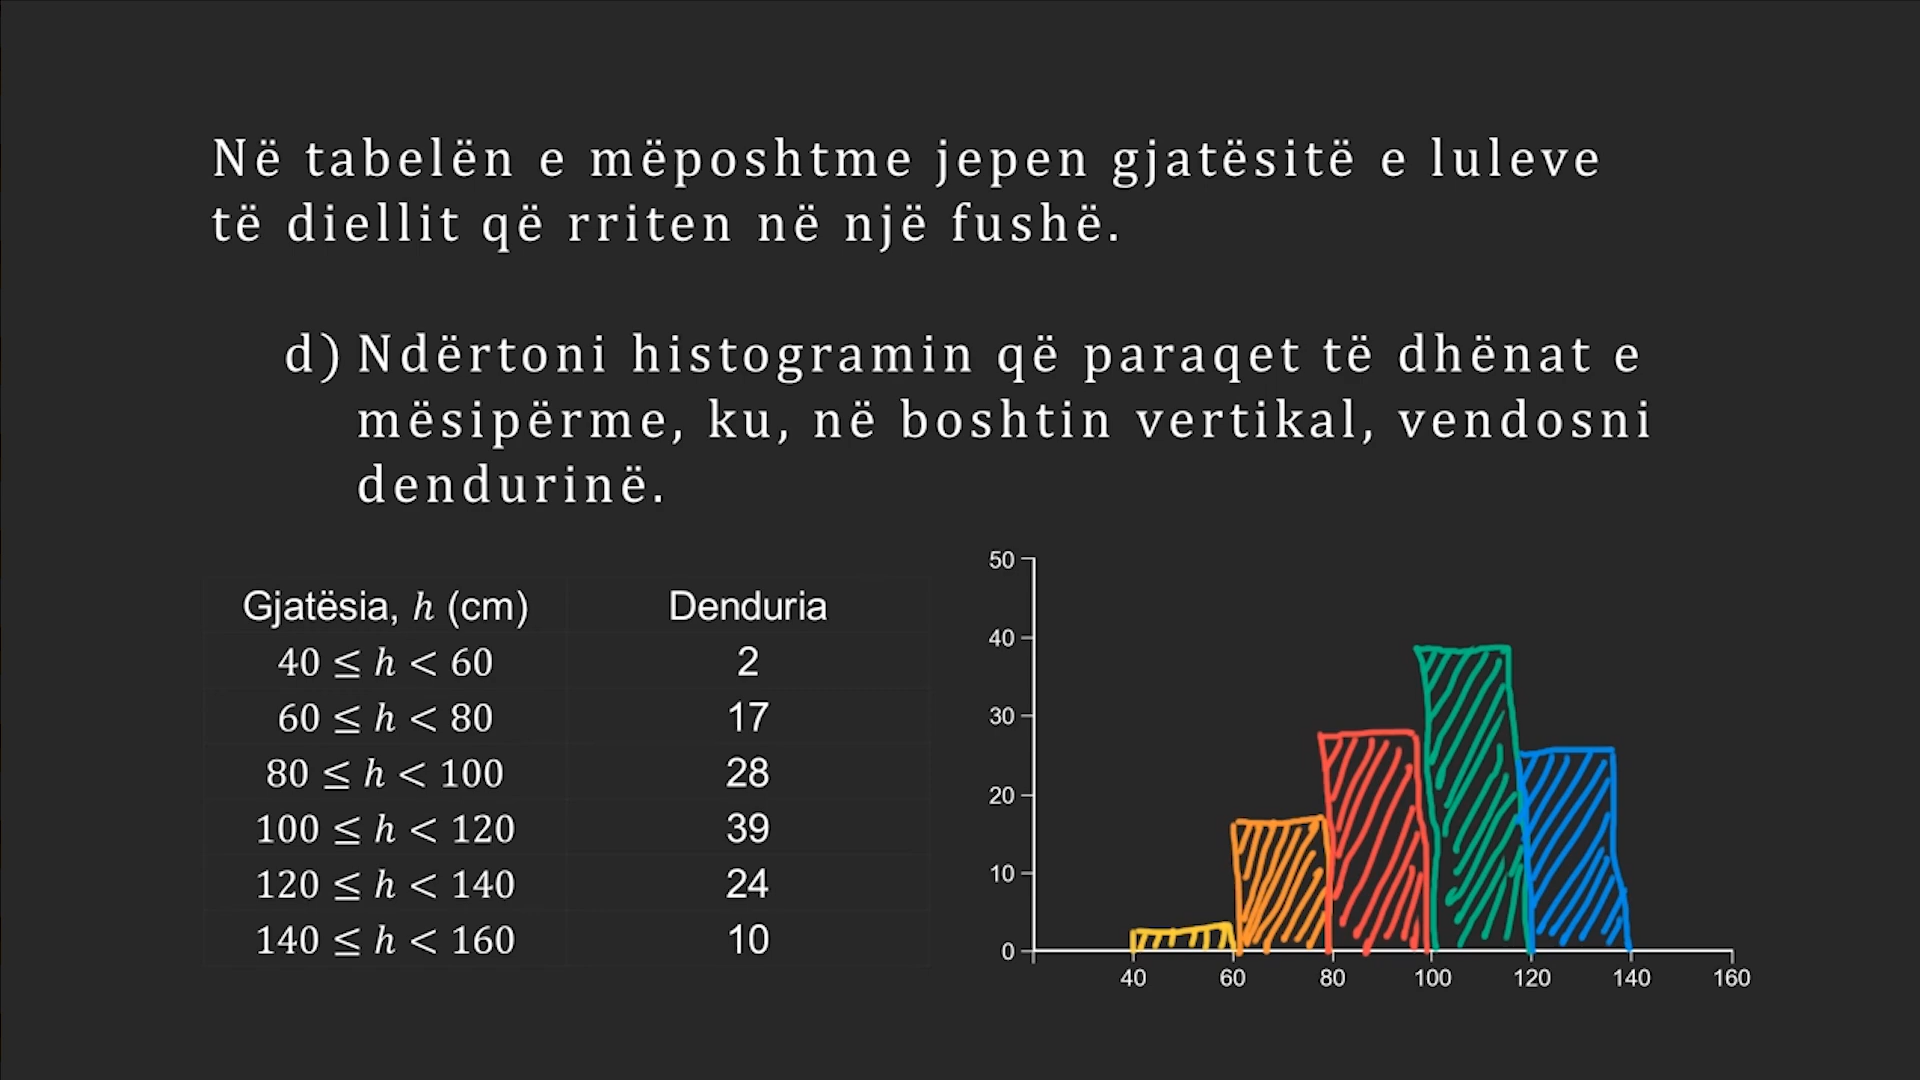 Në tabelën e mëposhtme jepen gjatësitë e luleve
të diellit që rriten në një fushë.
d) Ndërtoni histogramin që paraqet të dhënat e
mësipërme, ku, në boshtin vertikal, vendosni
dendurinë.
Gjatësia, h (cm) Denduria
40 ≤ h < 60 2
60 ≤ h < 80 17
80 ≤ h < 100 28
100 ≤ h < 120 39
120 ≤ h < 140 24
140 ≤ h < 160 10
50
40
30
20
10
0
40 60 80 100 120 140 160